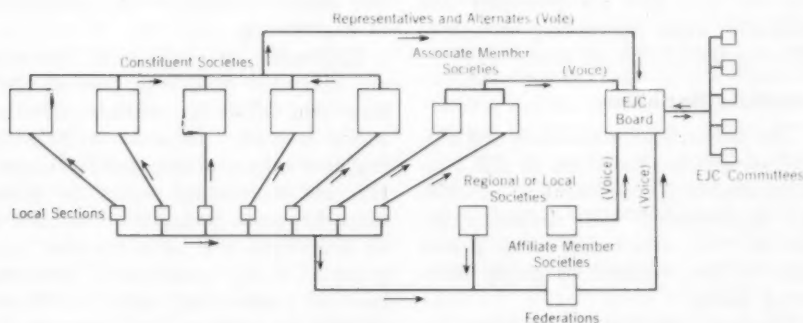 Representatives and Alternates (Vote)
Constituent Societies
Associate Member
Societies
(Voice)
EJC
Board
EJC Committees
Local Sections
Regional or Local
Societies
(Voice)
(Voice)
Affiliate Member
Societies
Federations